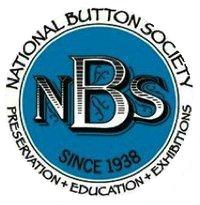 NATIONAL BUTTON SOCIETY
NBS
SINCE 1938
PRESERVATION + EDUCATION + EXHIBITIONS